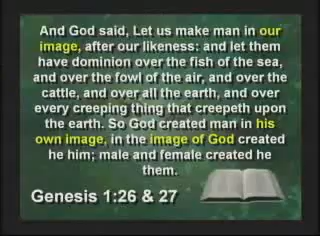 And God said, Let us make man in our
image, after our likeness: and let them
have dominion over the fish of the sea,
and over the fowl of the air, and over the
cattle, and over all the earth, and over
every creeping thing that creepeth upon
the earth. So God created man in his
own image, in the image of God created
he him; male and female created he
them.
Genesis 1:26 & 27